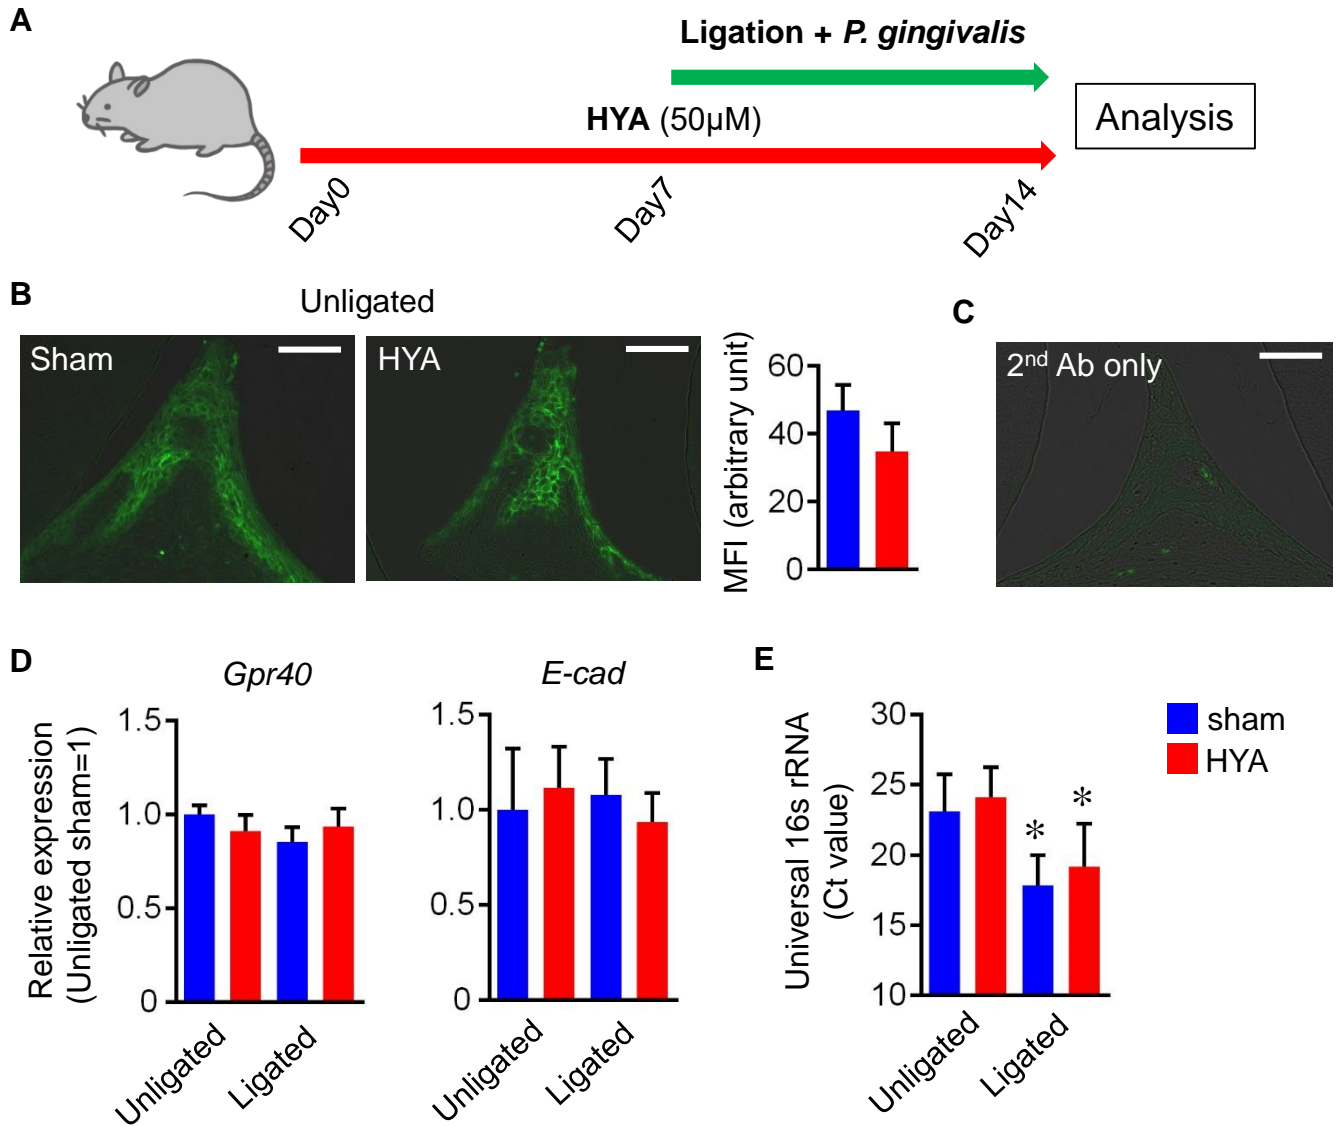 A
Ligation + P. gingivalis
HYA (50µM)
Analysis
Day0
Day7
Day14
B
Unligated
Sham
HYA
MFI (arbitrary unit)
60
40
20
0
C
2nd Ab only
D
Gpr40
Relative expression
(Unligated sham=1)
1.5
1.0
0.5
0
Unligated
Ligated
E-cad
1.5
1.0
0.5
0
Unligated
Ligated
E
Universal 16s rRNA
(Ct value)
30
25
20
15
10
*
*
Unligated
Ligated
sham
HYA